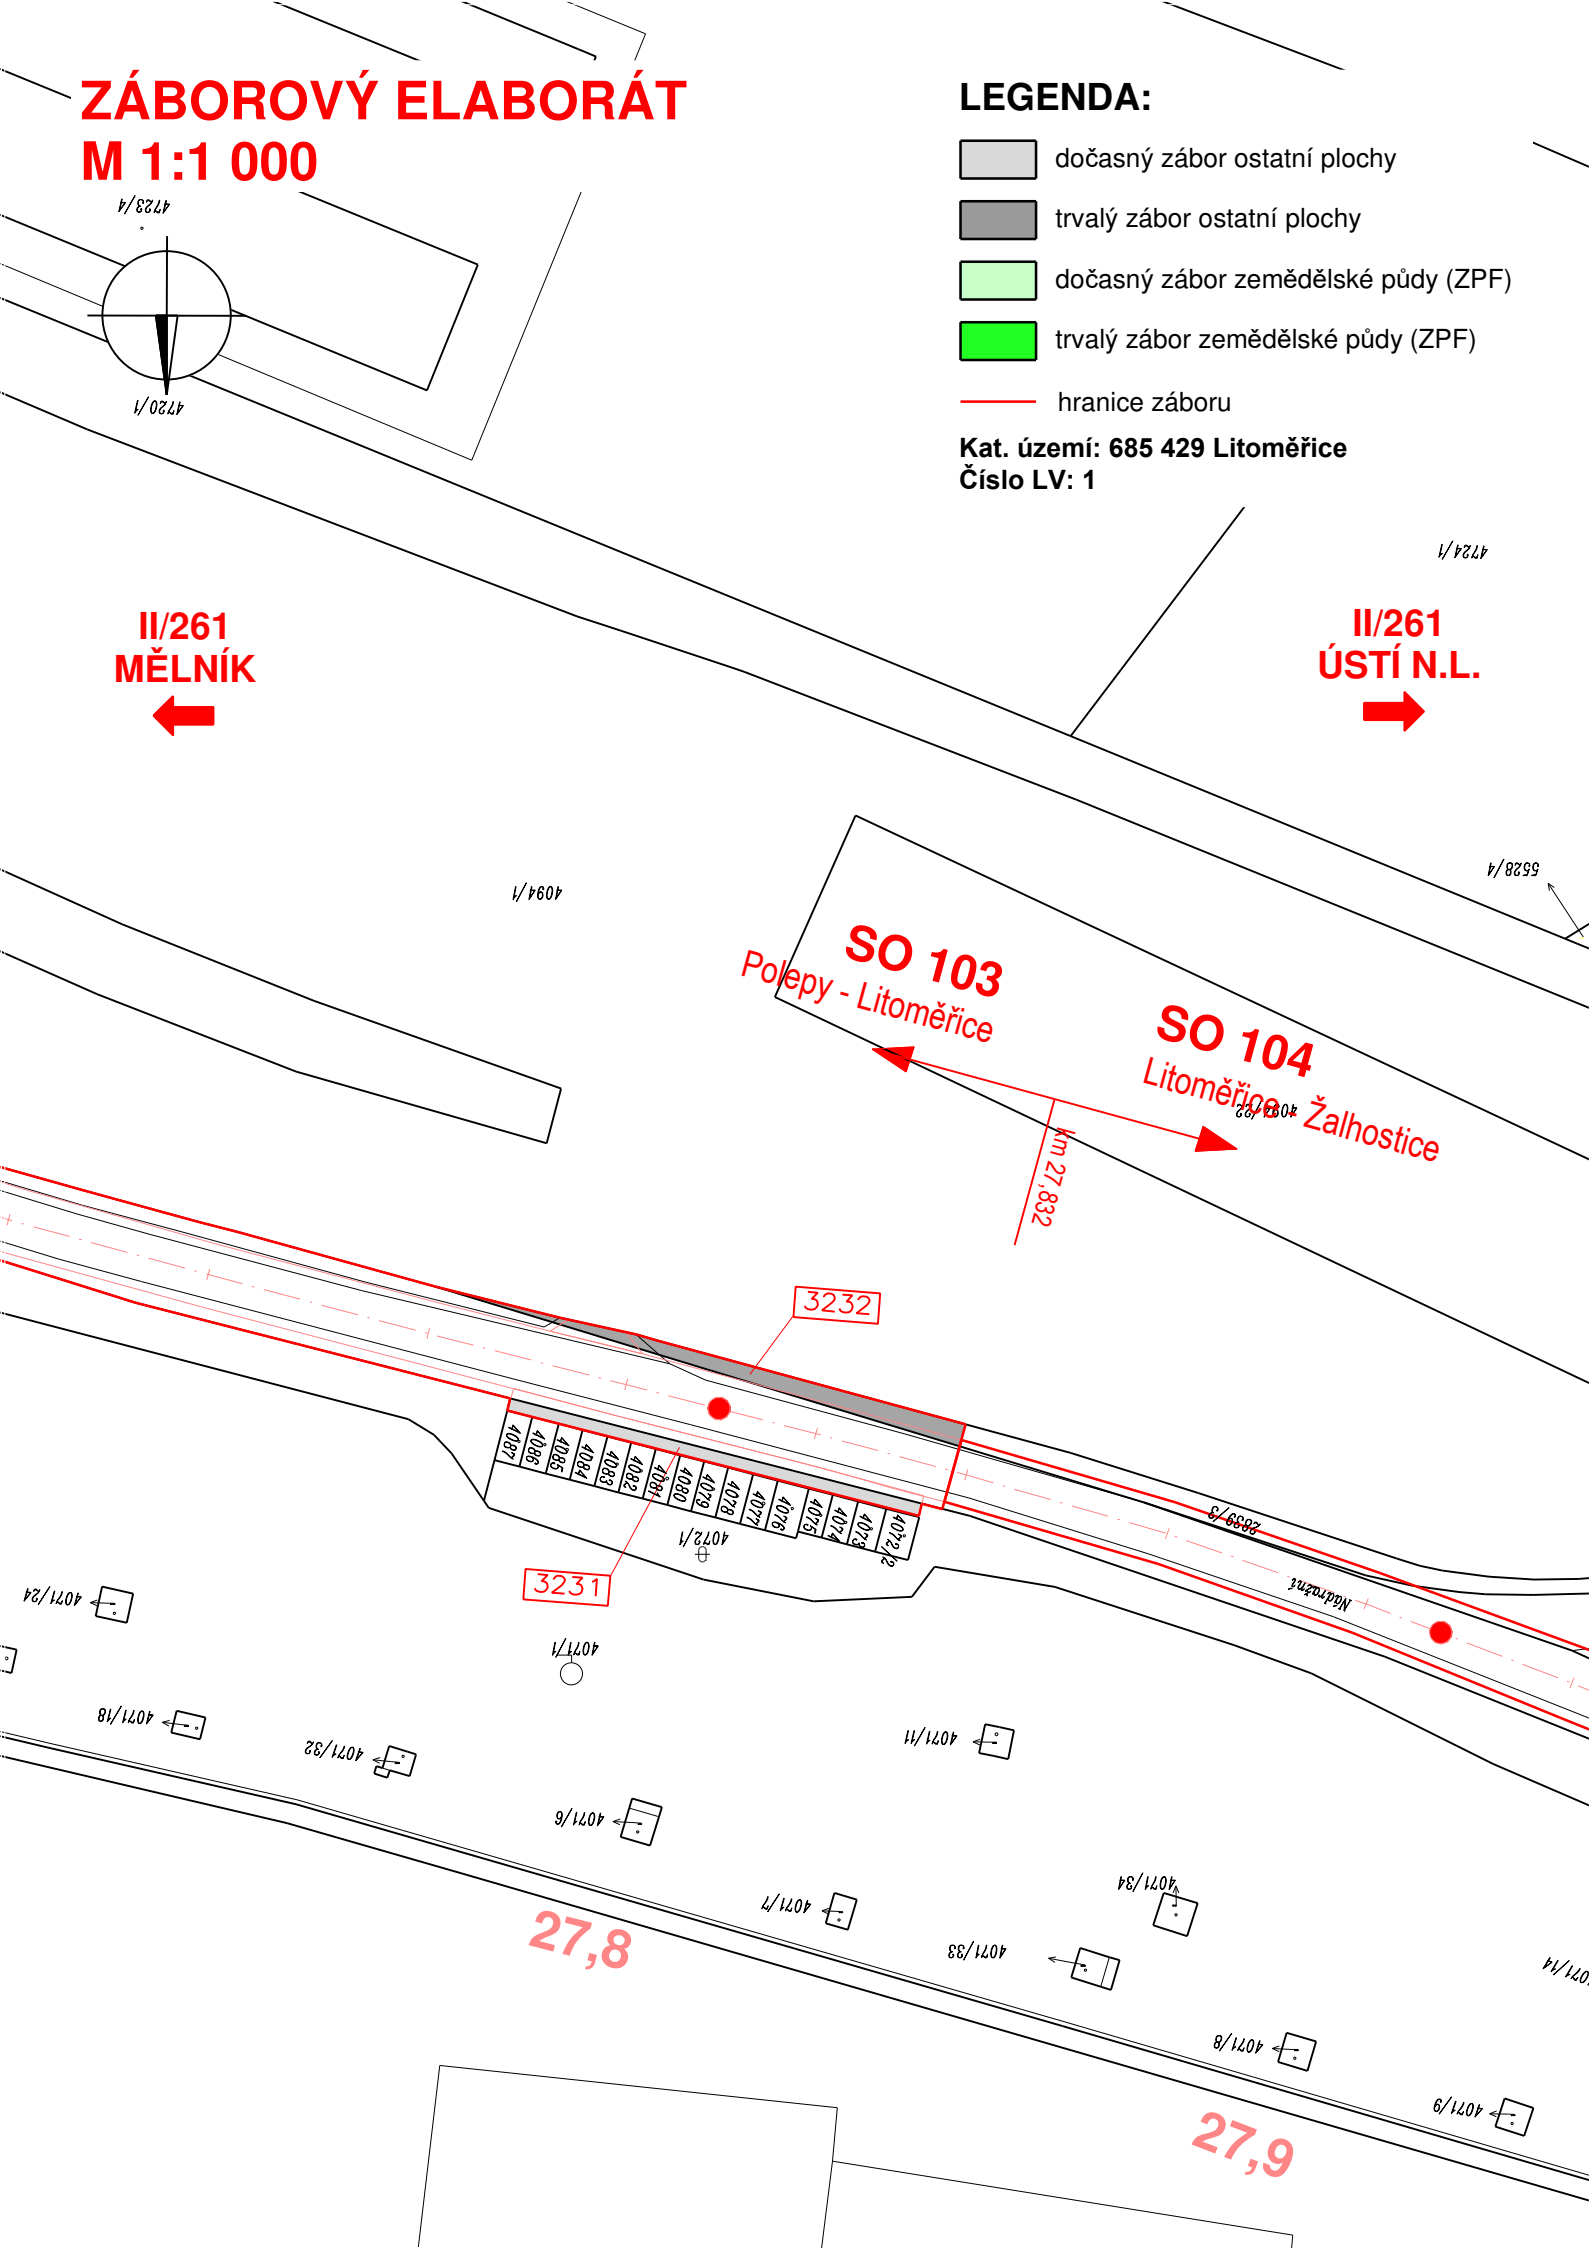 ZÁBOROVÝ ELABORÁT
M 1:1 000
LEGENDA:
dočasný zábor ostatní plochy
trvalý zábor ostatní plochy
dočasný zábor zemědělské půdy (ZPF)
trvalý zábor zemědělské půdy (ZPF)
hranice záboru
Kat. území: 685 429 Litoměřice
Číslo LV: 1
4723/4
4720/1
4724/1
II/261
MĚLNÍK
II/261
ÚSTÍ N.L.
5528/4
4094/1
SO 103
Polepy - Litoměřice
SO 104
Litoměřice - Žalhostice
4094/22
km 27,832
3232
4087
4086
4085
4084
4083
4082
4081
4080
4079
4078
4077
4076
4075
4074
4073
4072/2
2839/3
4072/1
3231
Nádražní
4071/24
4071/1
4071/18
4071/32
4071/11
4071/6
4071/7
4071/34
27,8
4071/33
4071/14
4071/8
4071/9
27,9